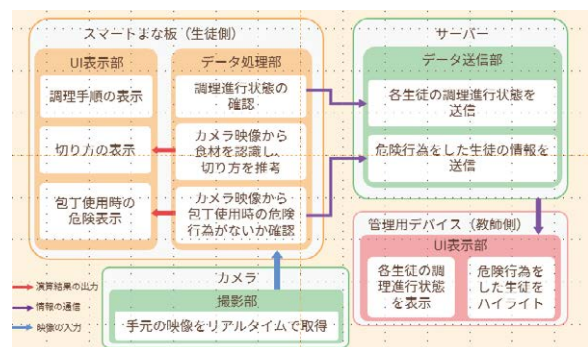 スマートまな板（生徒側）
UI表示部
調理手順の表示
切り方の表示
包丁使用時の
危険表示
データ処理部
調理進行状態の
確認
カメラ映像から
食材を認識し、
切り方を推考
カメラ映像から
包丁使用時の危険
行為がないか確認
サーバー
データ送信部
各生徒の調理進行状態を
送信
危険行為をした生徒の情報を
送信
管理用デバイス（教師側）
UI表示部
各生徒の調
理進行状態
を表示
危険行為を
した生徒を
ハイライト
カメラ
撮影部
手元の映像をリアルタイムで取得
演算結果の出力
情報の通信
映像の入力